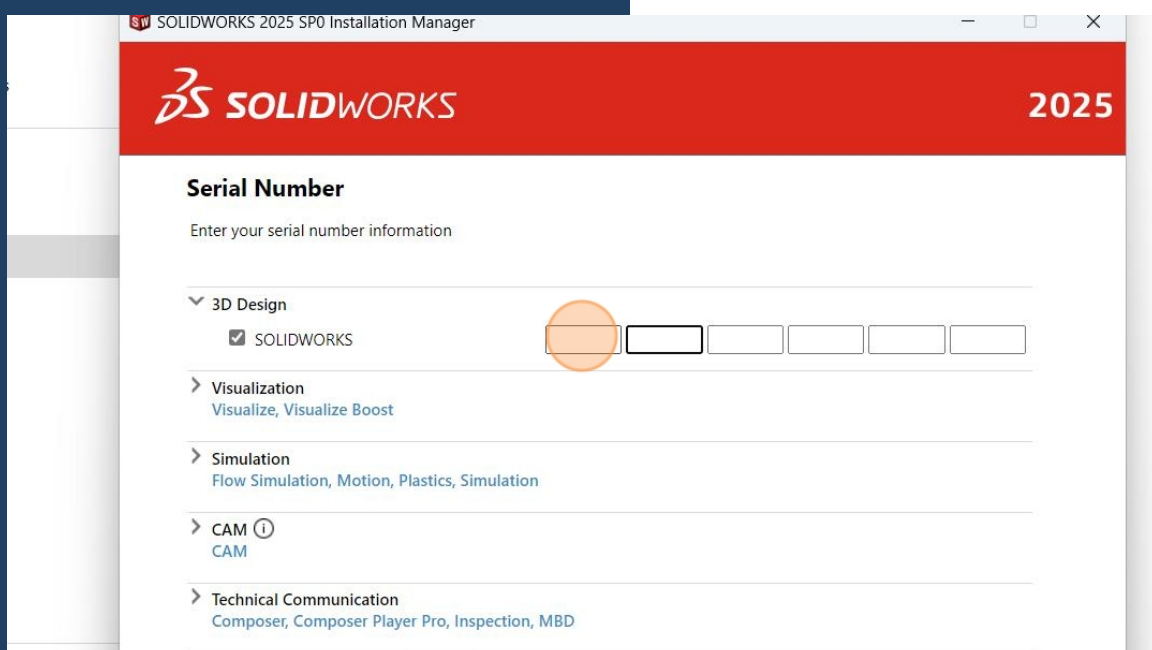 SOLIDWORKS 2025 SP0 Installation Manager
SOLIDWORKS
2025
Serial Number
Enter your serial number information
3D Design
SOLIDWORKS
Visualization
Visualize, Visualize Boost
Simulation
Flow Simulation, Motion, Plastics, Simulation
CAM
CAM
Technical Communication
Composer, Composer Player Pro, Inspection, MBD